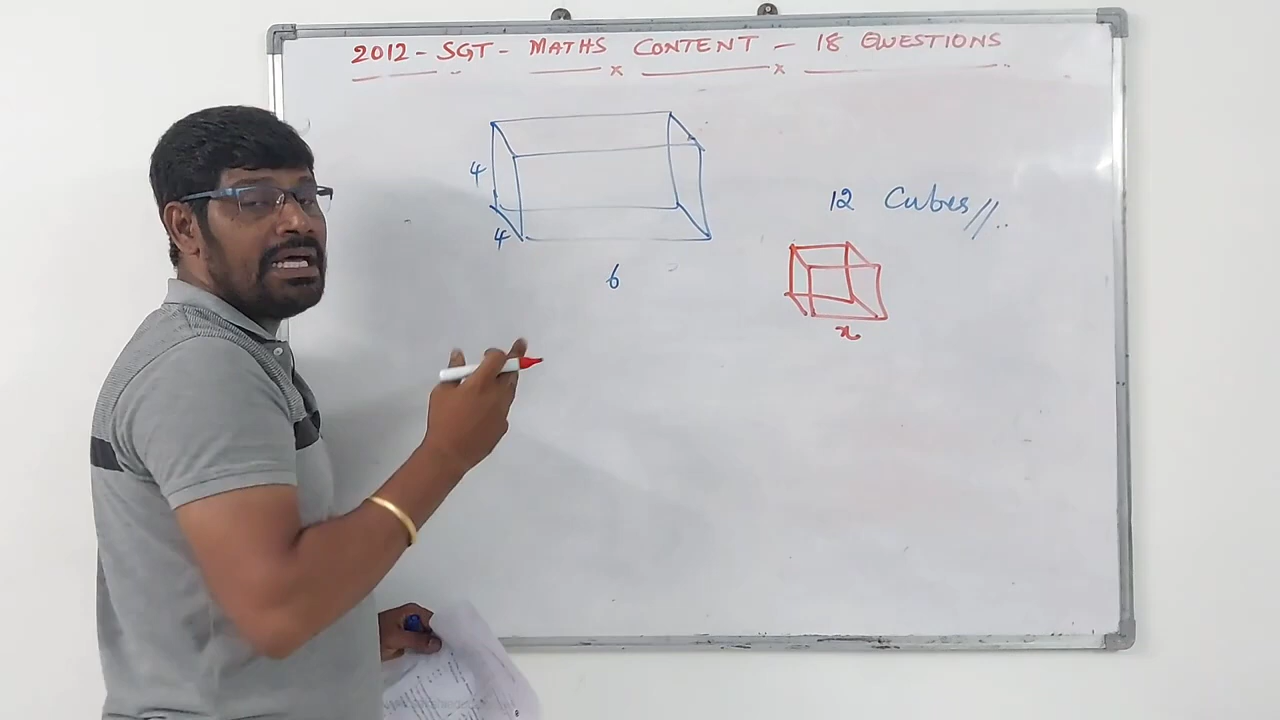 2012 - SGT - MATHS CONTENT - 18 QUESTIONS
4
12 Cubes//..
4
6
x